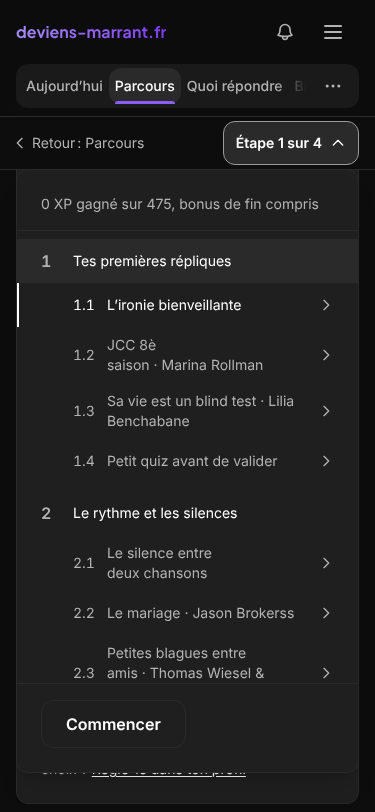 deviens-marrant.fr
Aujourd'hui Parcours Quoi répondre
Retour : Parcours
Étape 1 sur 4
0 XP gagné sur 475, bonus de fin compris
1 Tes premières répliques
1.1 L'ironie bienveillante
1.2 JCC 8è
saison · Marina Rollman
1.3 Sa vie est un blind test · Lilia
Benchabane
1.4 Petit quiz avant de valider
2 Le rythme et les silences
2.1 Le silence entre
deux chansons
2.2 Le mariage · Jason Brokerss
Petites blagues entre
2.3 amis · Thomas Wiesel &
Commencer